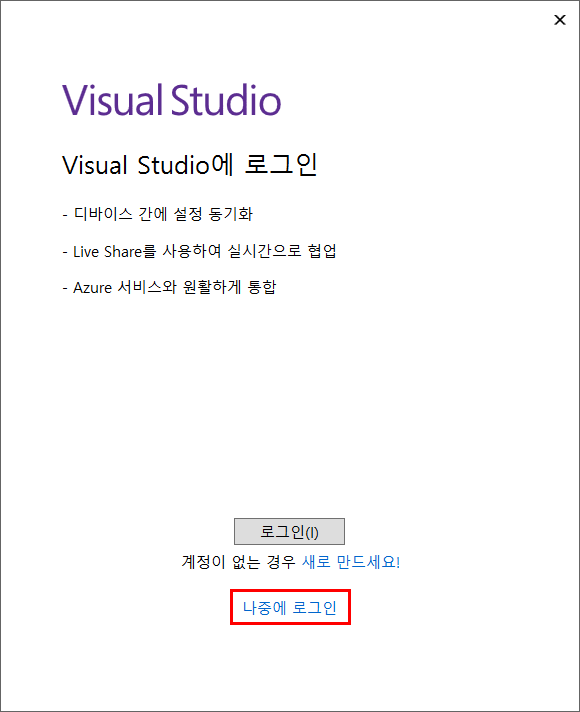 Visual Studio
Visual Studio에 로그인
- 디바이스 간에 설정 동기화
- Live Share를 사용하여 실시간으로 협업
- Azure 서비스와 원활하게 통합
로그인(I)
계정이 없는 경우 새로 만드세요!
나중에 로그인